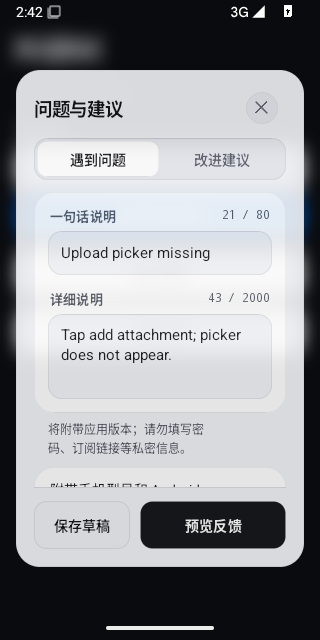 2:42
3G
问题与建议
遇到问题 改进建议
一句话说明 21 / 80
Upload picker missing
详细说明 43 / 2000
Tap add attachment; picker
does not appear.
将附带应用版本；请勿填写密
码、订阅链接等私密信息。
保存草稿 预览反馈